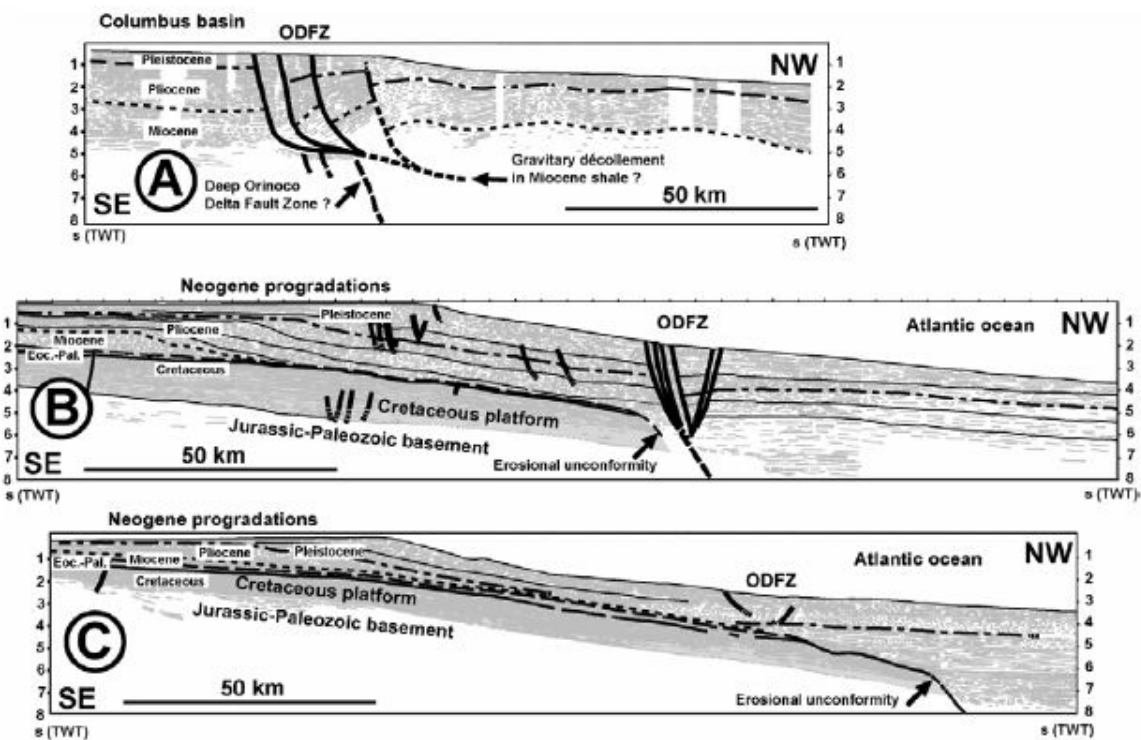 Columbus basin
ODFZ
NW
Pleistocene
Pliocene
Miocene
1
2
3
4
5
6
7
8
1
2
3
4
5
6
7
8
A
SE
Deep Orinoco
Delta Fault Zone ?
Gravitary décollement
in Miocene shale ?
50 km
s (TWT)
s (TWT)
Neogene progradations
Pleistocene
ODFZ
Atlantic ocean
NW
Pliocene
Miocene
Eoc.-Pal.
Cretaceous
1
2
3
4
5
6
7
8
1
2
3
4
5
6
7
8
B
Cretaceous platform
Jurassic-Paleozoic basement
SE
50 km
Erosional unconformity
s (TWT)
s (TWT)
Neogene progradations
Atlantic ocean
NW
Pliocene
Pleistocene
Eoc.-Pal.
Miocene
ODFZ
Cretaceous
Cretaceous platform
Jurassic-Paleozoic basement
1
2
3
4
5
6
7
8
1
2
3
4
5
6
7
8
C
SE
50 km
Erosional unconformity
s (TWT)
s (TWT)